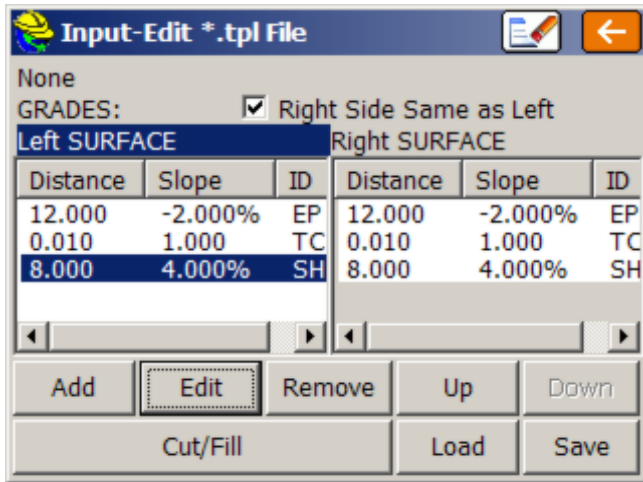 Input-Edit *.tpl File
None
GRADES: Right Side Same as Left
Left SURFACE Right SURFACE
Distance Slope ID Distance Slope ID
12.000 -2.000% EP 12.000 -2.000% EP
0.010 1.000 TC 0.010 1.000 TC
8.000 4.000% SH 8.000 4.000% SH
Add Edit Remove Up Down
Cut/Fill Load Save